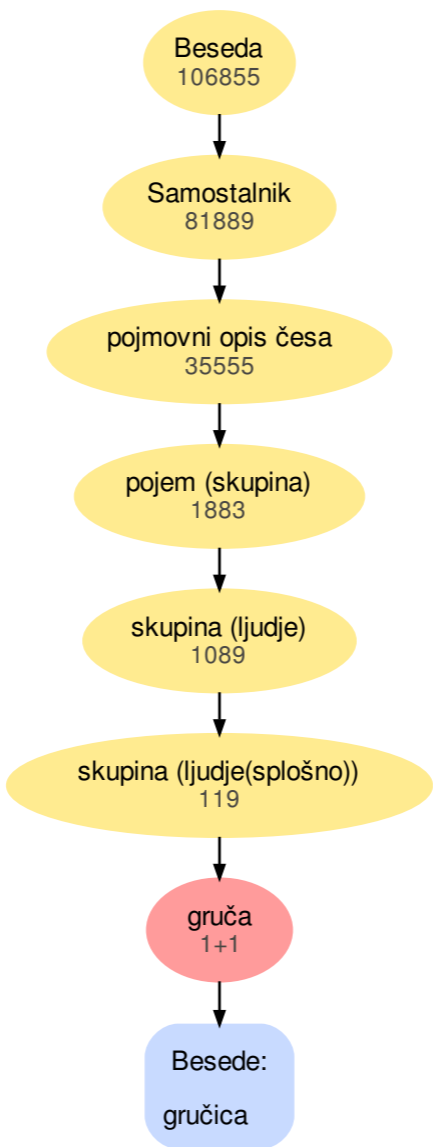 Beseda
106855
Samostalnik
81889
pojmovni opis česa
35555
pojem (skupina)
1883
skupina (ljudje)
1089
skupina (ljudje(splošno))
119
gruča
1+1
Besede:
gručica